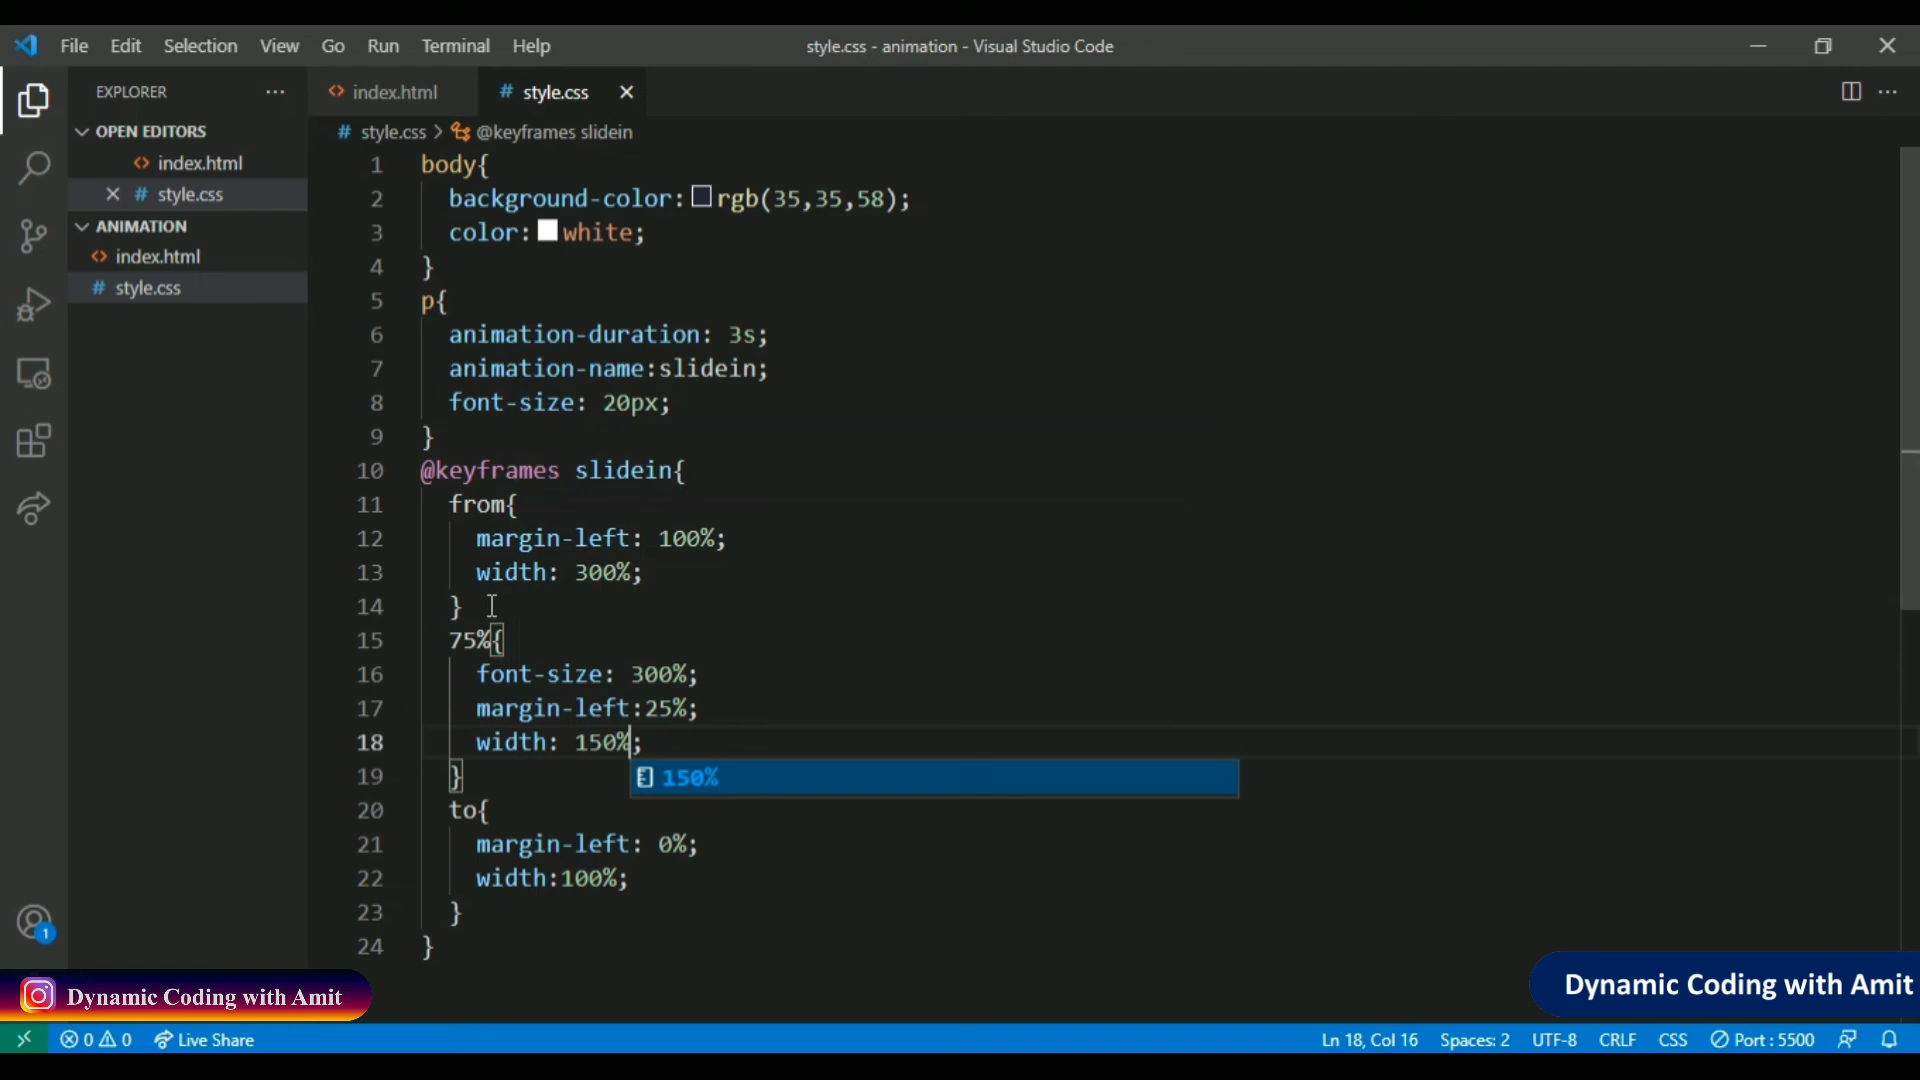 File Edit Selection View Go Run Terminal Help
style.css - animation - Visual Studio Code
EXPLORER ···
index.html
# style.css
OPEN EDITORS
index.html
# style.css
ANIMATION
index.html
# style.css
# style.css > @keyframes slidein
1 body{
2 background-color: rgb(35,35,58);
3 color: white;
4 }
5 p{
6 animation-duration: 3s;
7 animation-name:slidein;
8 font-size: 20px;
9 }
10 @keyframes slidein{
11 from{
12 margin-left: 100%;
13 width: 300%;
14 }
15 75%{
16 font-size: 300%;
17 margin-left:25%;
18 width: 150%;
19 }
150%
20 to{
21 margin-left: 0%;
22 width:100%;
23 }
24 }
1
Dynamic Coding with Amit
Dynamic Coding with Amit
0 0 Live Share
Ln 18, Col 16 Spaces: 2 UTF-8 CRLF CSS Port : 5500